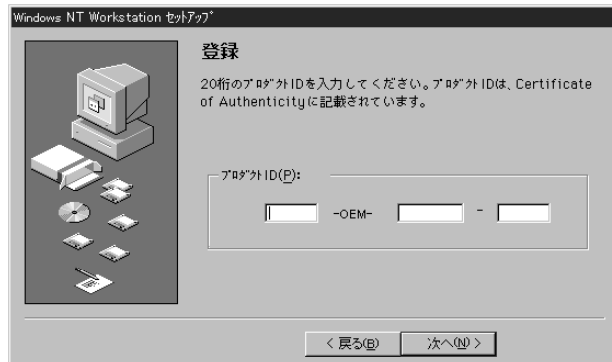 Windows NT Workstation ｾｯﾄｱｯﾌﾟ
登録
20桁のﾌﾟﾛﾀﾞｸﾄIDを入力してください。ﾌﾟﾛﾀﾞｸﾄIDは、Certificate
of Authenticityに記載されています。
ﾌﾟﾛﾀﾞｸﾄID(P):
-OEM- -
< 戻る(B) 次へ(N) >